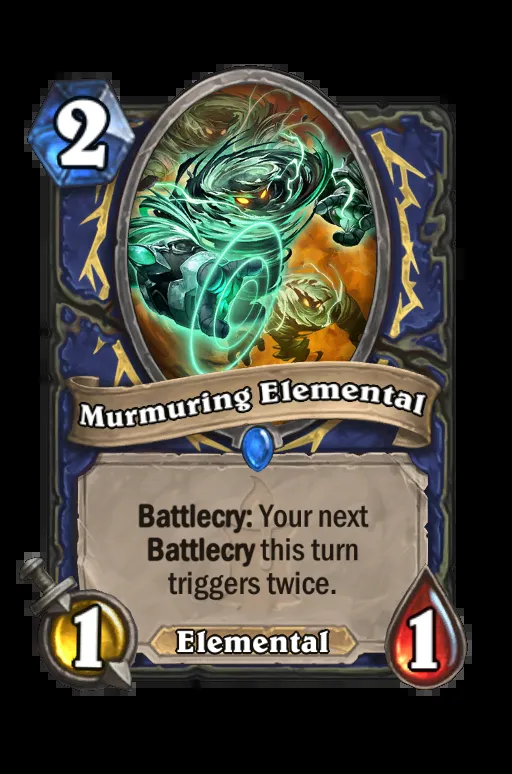 2
Murmuring Elemental
Battlecry: Your next
Battlecry this turn
triggers twice.
1
Elemental
1